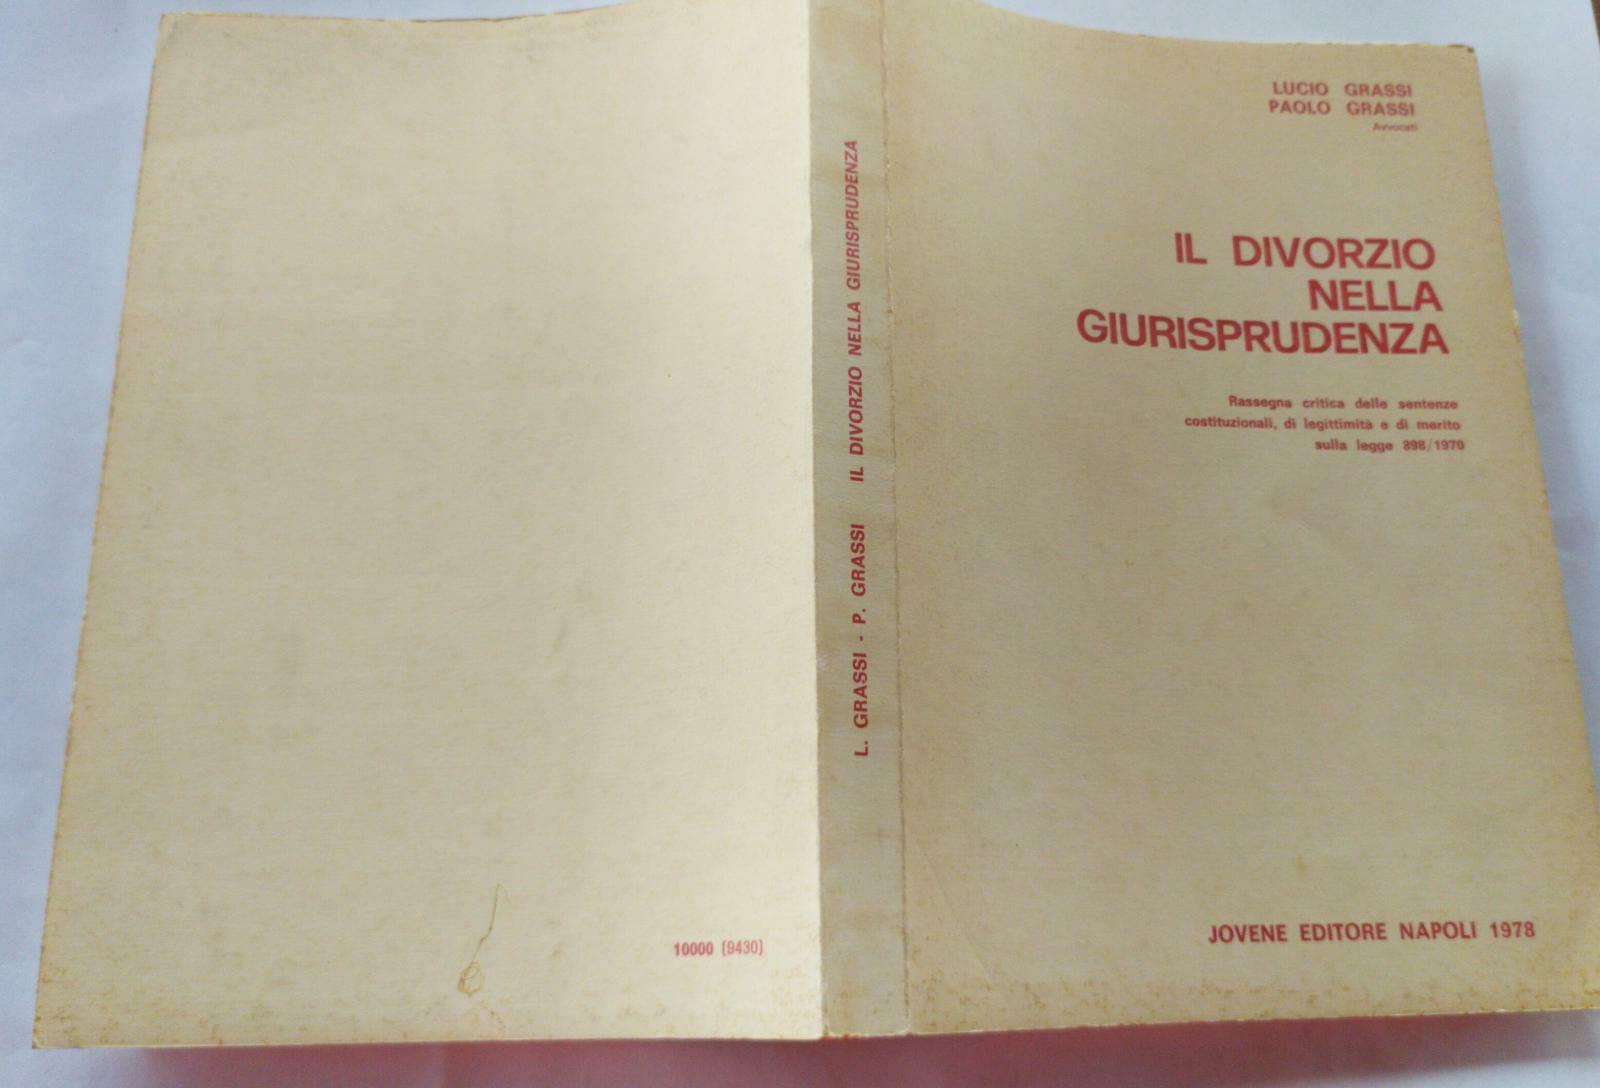 LUCIO GRASSI
PAOLO GRASSI
Avvocati
IL DIVORZIO
NELLA
GIURISPRUDENZA
Rassegna critica delle sentenze
costituzionali, di legittimità e di merito
sulla legge 898/1970
JOVENE EDITORE NAPOLI 1978
L. GRASSI - P. GRASSI IL DIVORZIO NELLA GIURISPRUDENZA
10000 (9430)